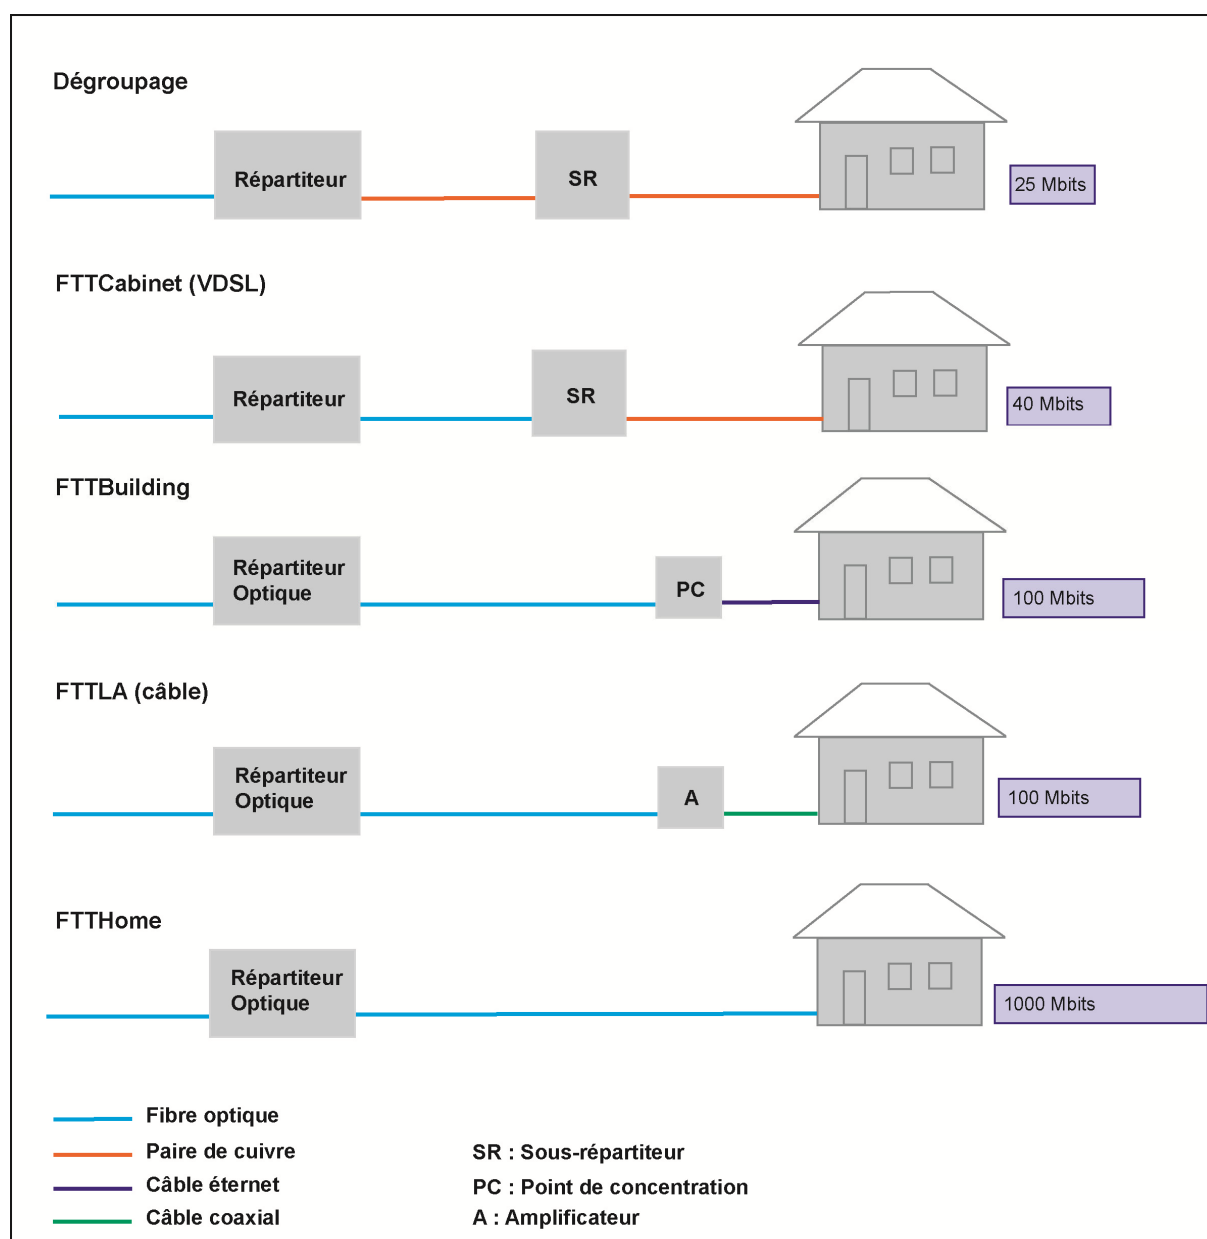 Dégroupage
Répartiteur
SR
25 Mbits
FTTCabinet (VDSL)
Répartiteur
SR
40 Mbits
FTTBuilding
Répartiteur
Optique
PC
100 Mbits
FTTLA (câble)
Répartiteur
Optique
A
100 Mbits
FTTHome
Répartiteur
Optique
1000 Mbits
Fibre optique
Paire de cuivre
SR : Sous-répartiteur
Câble éternet
PC : Point de concentration
Câble coaxial
A : Amplificateur